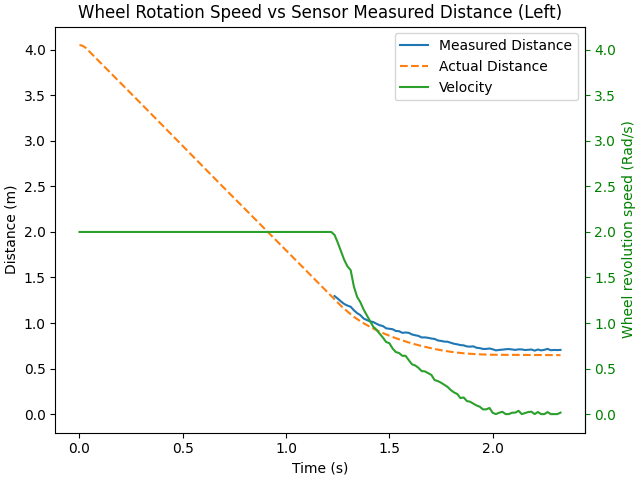 Wheel Rotation Speed vs Sensor Measured Distance (Left)
Measured Distance
Actual Distance
Velocity
Distance (m)
4.0
3.5
3.0
2.5
2.0
1.5
1.0
0.5
0.0
4.0
3.5
3.0
2.5
2.0
1.5
1.0
0.5
0.0
Wheel revolution speed (Rad/s)
0.0 0.5 1.0 1.5 2.0
Time (s)